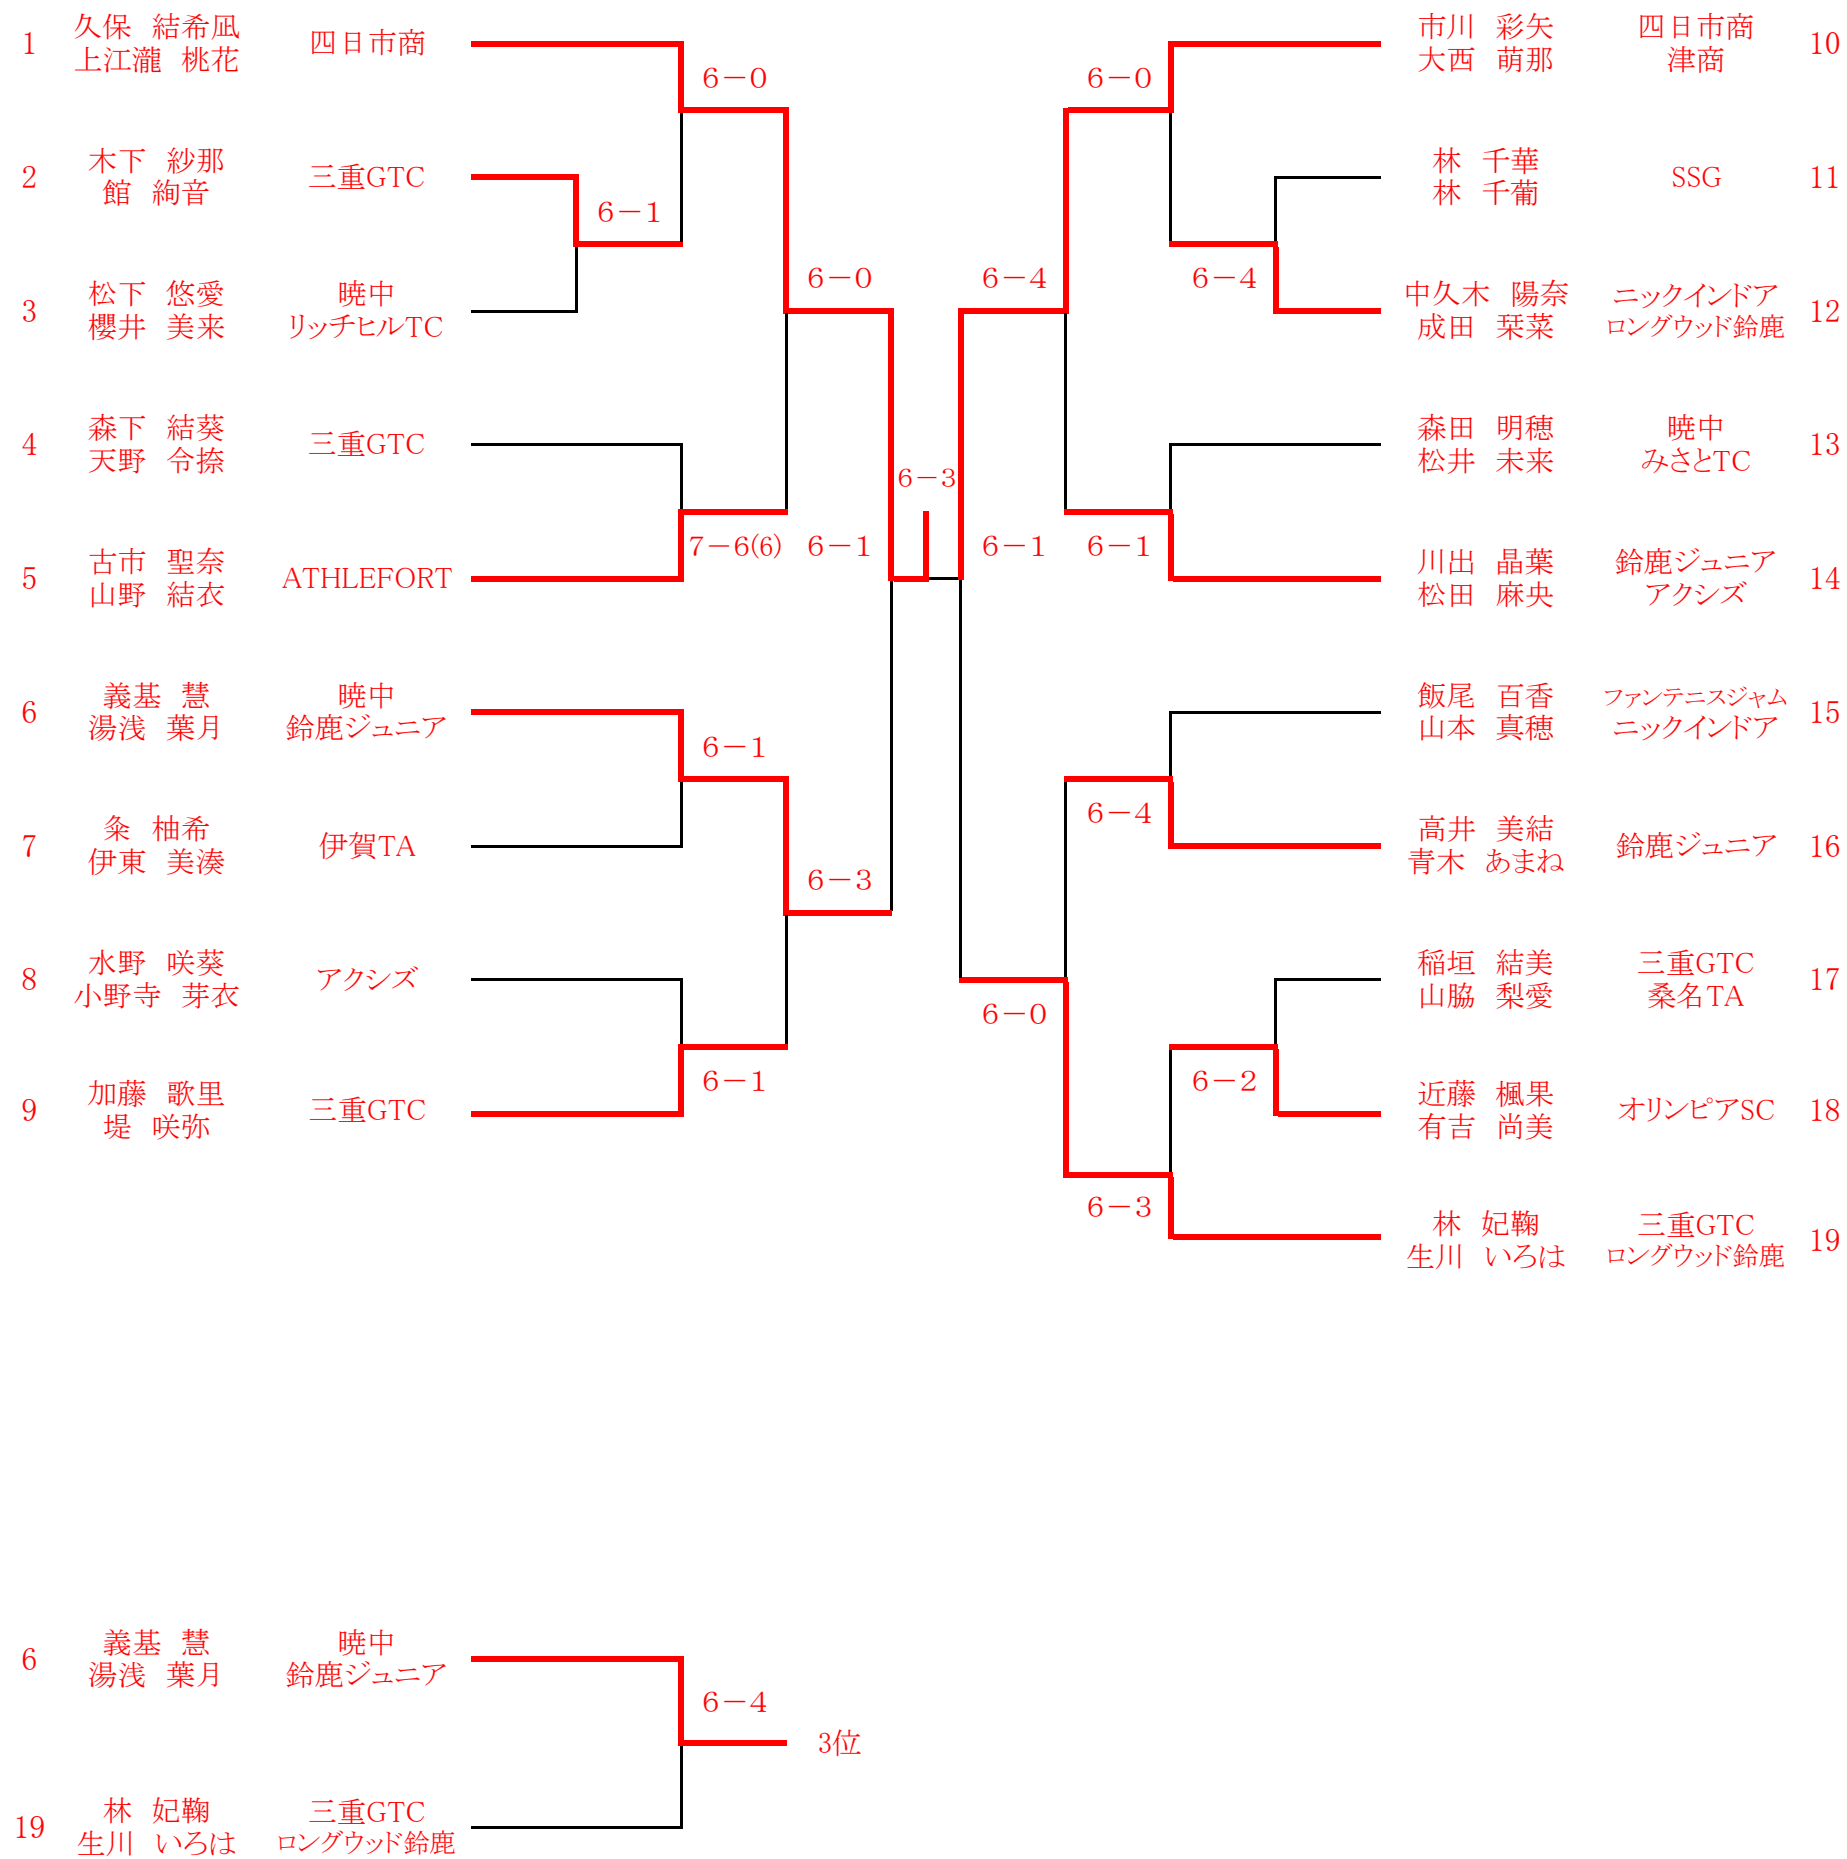 1 久保 結希凪 四日市商
上江瀧 桃花
6−0
2 木下 紗那 三重GTC
館 絢音
6−1
3 松下 悠愛 暁中
櫻井 美来 リッチヒルTC
6−0
4 森下 結葵 三重GTC
天野 令捺
7−6(6)
6−1
5 古市 聖奈 ATHLEFORT
山野 結衣
6 義基 慧 暁中
湯浅 葉月 鈴鹿ジュニア
6−1
7 粂 柚希 伊賀TA
伊東 美湊
6−3
8 水野 咲葵 アクシズ
小野寺 芽衣
6−1
9 加藤 歌里 三重GTC
堤 咲弥
6−3
市川 彩矢 四日市商 10
大西 萌那 津商
6−0
林 千華 SSG 11
林 千葡
6−4
6−4
中久木 陽奈 ニックインドア 12
成田 栞菜 ロングウッド鈴鹿
森田 明穂 暁中 13
松井 未来 みさとTC
6−1
6−1
川出 晶葉 鈴鹿ジュニア 14
松田 麻央 アクシズ
飯尾 百香 ファンテニスジャム 15
山本 真穂 ニックインドア
6−4
高井 美結 鈴鹿ジュニア 16
青木 あまね
稲垣 結美 三重GTC 17
山脇 梨愛 桑名TA
6−0
6−2
近藤 楓果 オリンピアSC 18
有吉 尚美
6−3
林 妃鞠 三重GTC 19
生川 いろは ロングウッド鈴鹿
6 義基 慧 暁中
湯浅 葉月 鈴鹿ジュニア
6−4
3位
19 林 妃鞠 三重GTC
生川 いろは ロングウッド鈴鹿